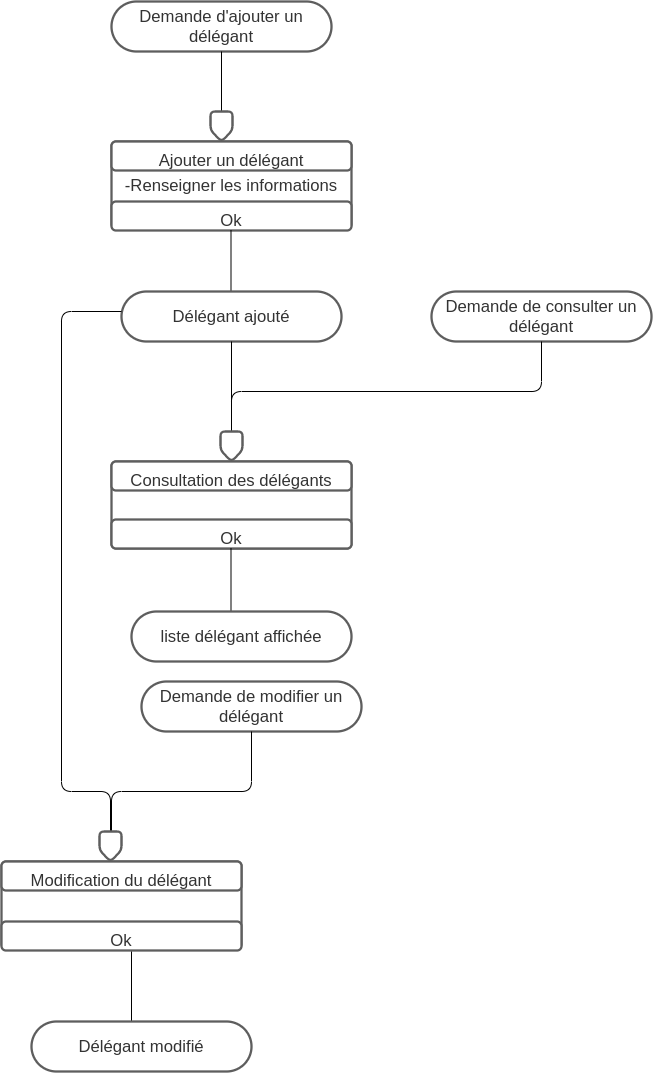 Demande d'ajouter un
délégant
Ajouter un délégant
-Renseigner les informations
Ok
Délégant ajouté
Demande de consulter un
délégant
Consultation des délégants
Ok
liste délégant affichée
Demande de modifier un
délégant
Modification du délégant
Ok
Délégant modifié